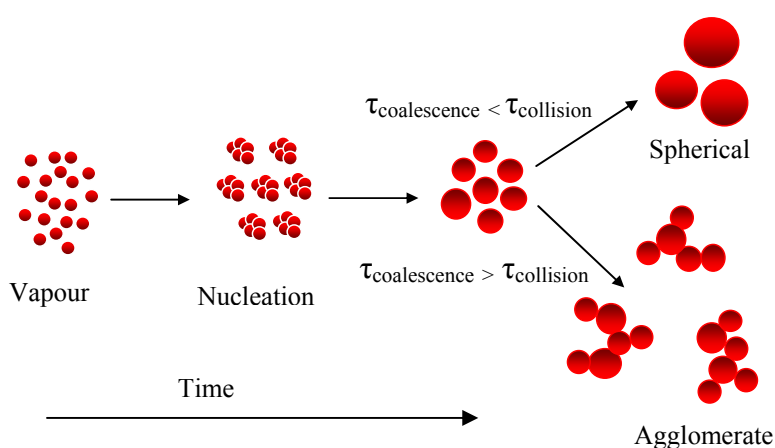 τcoalescence < τcollision
Spherical
Vapour
Nucleation
τcoalescence > τcollision
Time
Agglomerate